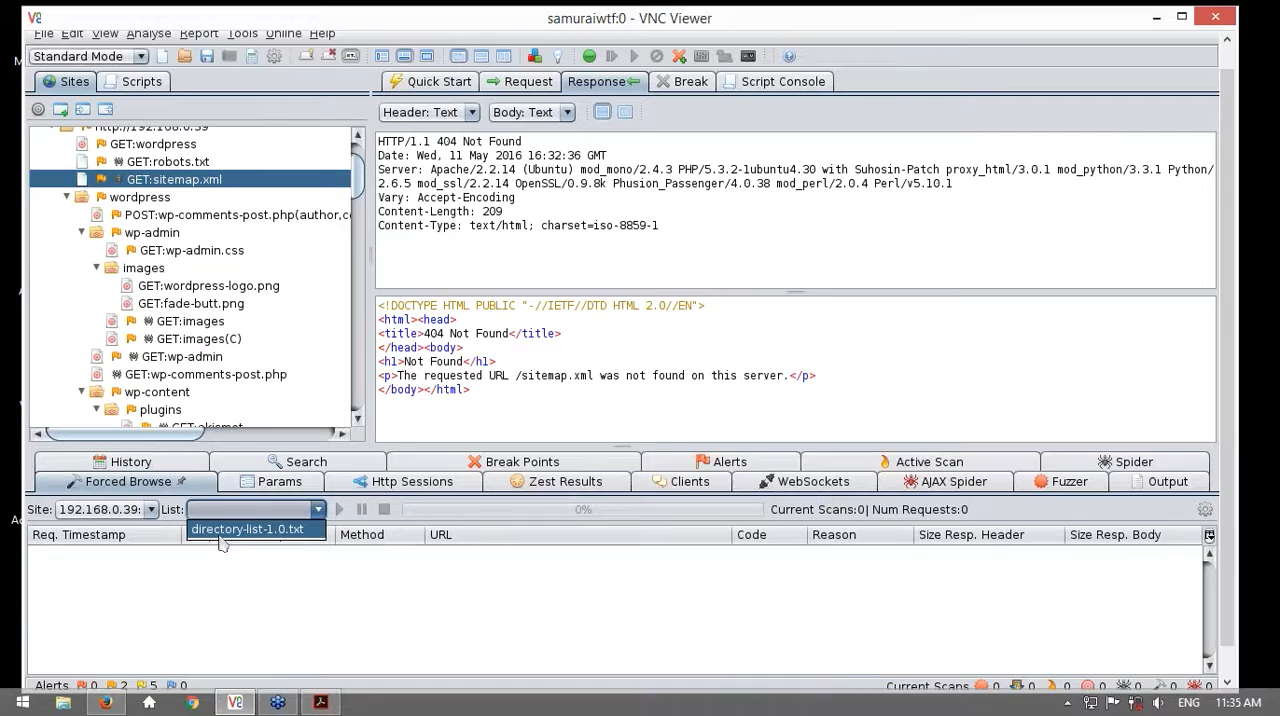 samuraiwtf:0 - VNC Viewer
File Edit View Analyse Report Tools Online Help
Standard Mode
Sites Scripts
Quick Start Request Response Break Script Console
Header: Text Body: Text
http://192.168.0.39
GET:wordpress
GET:robots.txt
GET:sitemap.xml
wordpress
POST:wp-comments-post.php(author,co
wp-admin
GET:wp-admin.css
images
GET:wordpress-logo.png
GET:fade-butt.png
GET:images
GET:images(C)
GET:wp-admin
GET:wp-comments-post.php
wp-content
plugins
GET:akismet
HTTP/1.1 404 Not Found
Date: Wed, 11 May 2016 16:32:36 GMT
Server: Apache/2.2.14 (Ubuntu) mod_mono/2.4.3 PHP/5.3.2-1ubuntu4.30 with Suhosin-Patch proxy_html/3.0.1 mod_python/3.3.1 Python/
2.6.5 mod_ssl/2.2.14 OpenSSL/0.9.8k Phusion_Passenger/4.0.38 mod_perl/2.0.4 Perl/v5.10.1
Vary: Accept-Encoding
Content-Length: 209
Content-Type: text/html; charset=iso-8859-1
<!DOCTYPE HTML PUBLIC "-//IETF//DTD HTML 2.0//EN">
<html><head>
<title>404 Not Found</title>
</head><body>
<h1>Not Found</h1>
<p>The requested URL /sitemap.xml was not found on this server.</p>
</body></html>
History Search Break Points Alerts Active Scan Spider
Forced Browse Params Http Sessions Zest Results Clients WebSockets AJAX Spider Fuzzer Output
Site: 192.168.0.39: List: 0% Current Scans:0 Num Requests:0
directory-list-1.0.txt
Req. Timestamp Method URL Code Reason Size Resp. Header Size Resp. Body
Alerts 0 2 5 0 Current Scans 0 0 0 0 0 0 0
ENG 11:35 AM